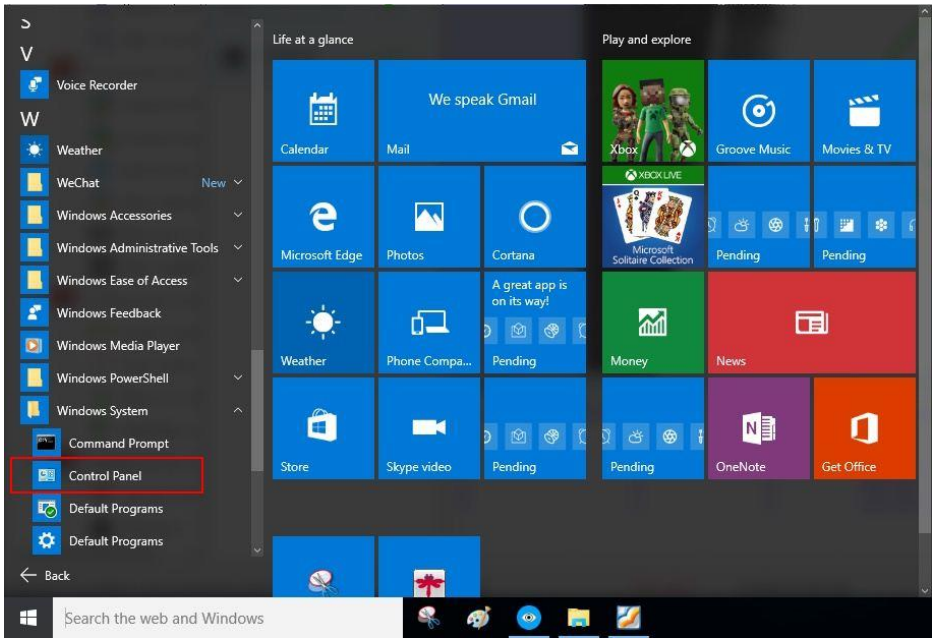 V
Voice Recorder
W
Weather
WeChat New
Windows Accessories
Windows Administrative Tools
Windows Ease of Access
Windows Feedback
Windows Media Player
Windows PowerShell
Windows System
Command Prompt
Control Panel
Default Programs
Default Programs
Back
Life at a glance
Calendar
We speak Gmail
Mail
Microsoft Edge
Photos
Cortana
Weather
Phone Compa...
A great app is
on its way!
Pending
Store
Skype video
Pending
Play and explore
Xbox
Groove Music
Movies & TV
XBOX LIVE
Microsoft
Solitaire Collection
Pending
Pending
Money
News
Pending
OneNote
Get Office
Search the web and Windows